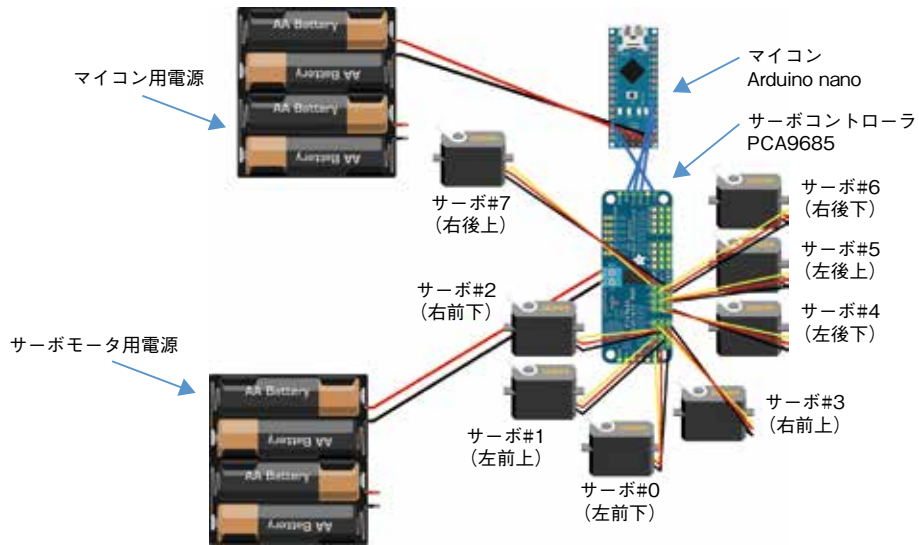 AA Battery
AA Battery
AA Battery
AA Battery
マイコン用電源
マイコン
Arduino nano
サーボコントローラ
PCA9685
サーボ#7
(右後上)
サーボ#6
(右後下)
サーボ#5
(左後上)
サーボ#2
(右前下)
サーボ#4
(左後下)
サーボモータ用電源
AA Battery
AA Battery
AA Battery
AA Battery
サーボ#3
(右前上)
サーボ#1
(左前上)
サーボ#0
(左前下)